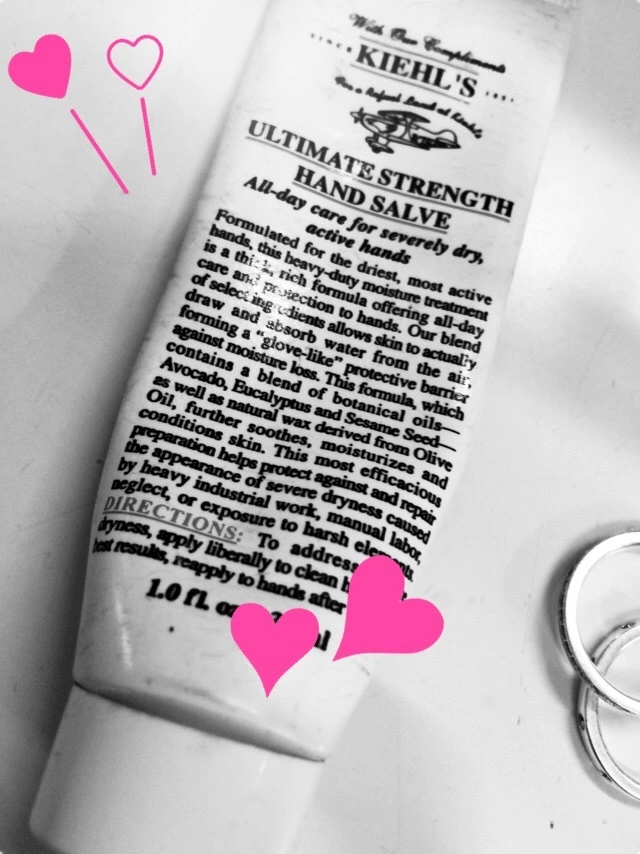 With Our Compliments
SINCE KIEHL'S 1851
ULTIMATE STRENGTH
HAND SALVE
All-day care for severely dry,
active hands
Formulated for the driest, most active
hands, this heavy-duty moisture treatment
is a thick, rich formula offering all-day
care and protection to hands. Our blend
of select ingredients allows skin to actually
draw and absorb water from the air,
forming a "glove-like" protective barrier
against moisture loss. This formula, which
contains a blend of botanical oils—
Avocado, Eucalyptus and Sesame Seed—
as well as natural wax derived from Olive
Oil, further soothes, moisturizes and
conditions skin. This most efficacious
preparation helps protect against and repair
the appearance of severe dryness caused
by heavy industrial work, manual labor,
neglect, or exposure to harsh elements.
DIRECTIONS: To address
dryness, apply liberally to clean
best results, reapply to hands after
1.0 fl. oz.